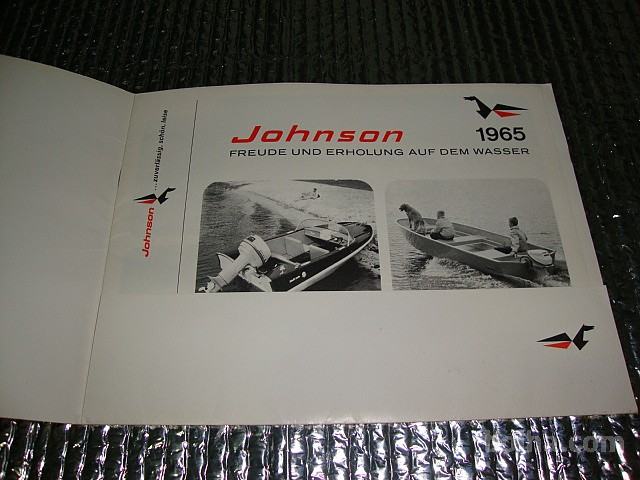 Johnson
1965
FREUDE UND ERHOLUNG AUF DEM WASSER
Johnson
...zuverlässig, schön, leise